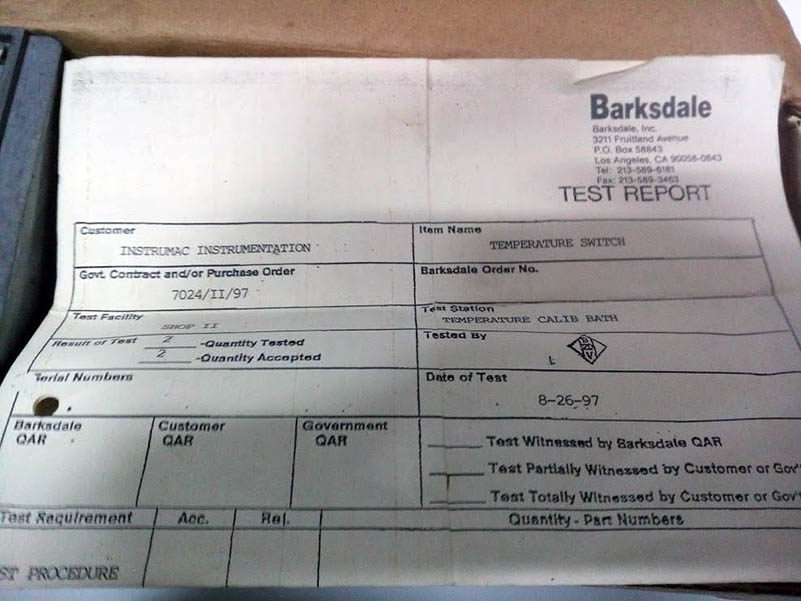 Barksdale
Barksdale, Inc.
3211 Fruitland Avenue
P.O. Box 58843
Los Angeles, CA 90058-0843
Tel: 213-589-6181
Fax: 213-589-3463
TEST REPORT
Customer
INSTRUMAC INSTRUMENTATION
Item Name
TEMPERATURE SWITCH
Govt. Contract and/or Purchase Order
7024/II/97
Barksdale Order No.
Test Facility
SHOP II
Test Station
TEMPERATURE CALIB BATH
Result of Test 2 -Quantity Tested
2 -Quantity Accepted
Tested By
Serial Numbers
Date of Test
8-26-97
Barksdale
QAR
Customer
QAR
Government
QAR
Test Witnessed by Barksdale QAR
Test Partially Witnessed by Customer or Gov't
Test Totally Witnessed by Customer or Gov't
Test Requirement Acc. Rej. Quantity - Part Numbers
ST PROCEDURE